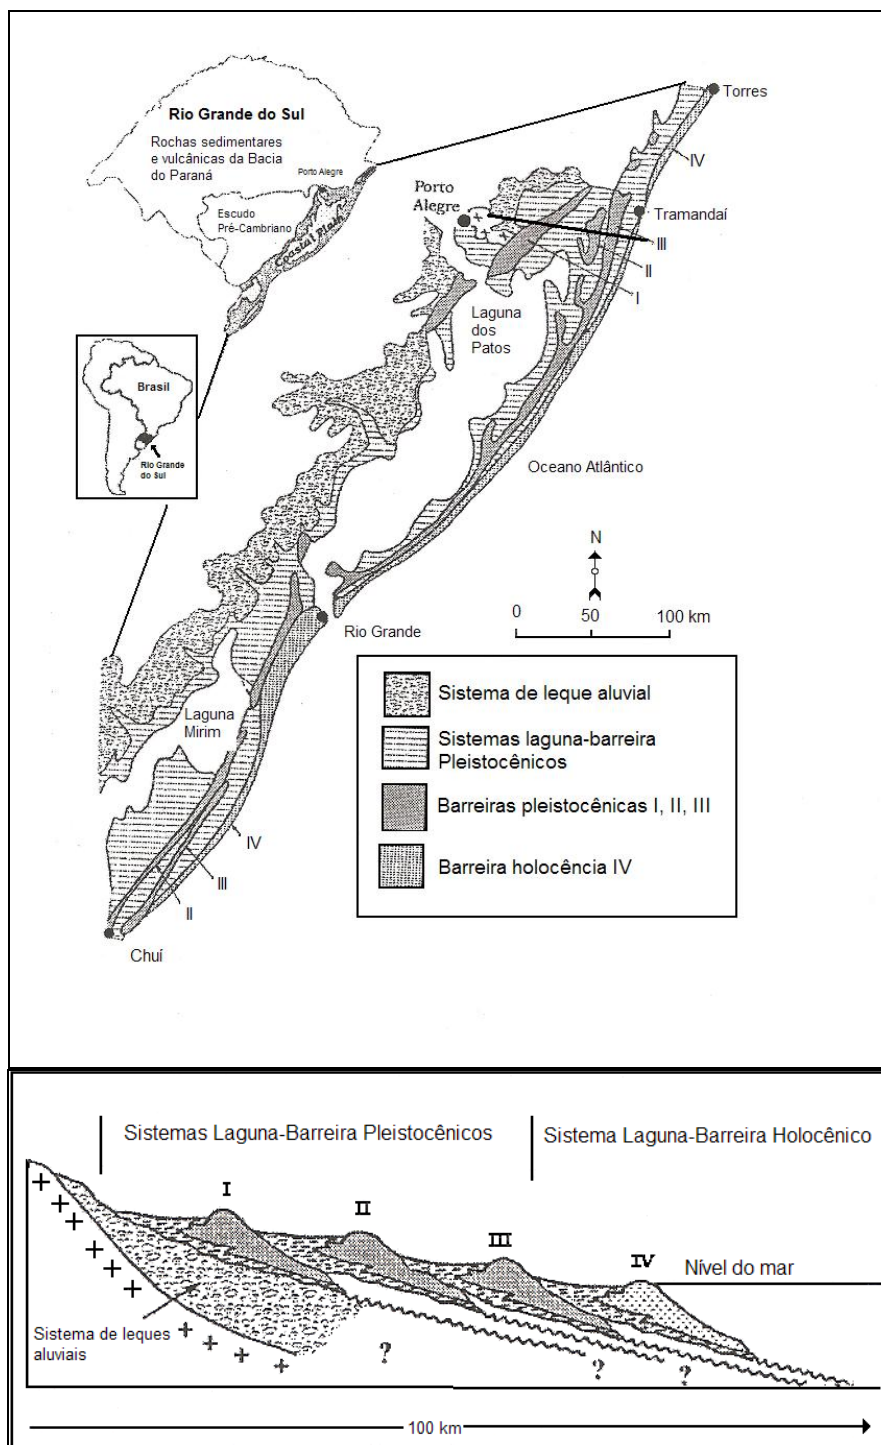 Rio Grande do Sul
Rochas sedimentares
e vulcânicas da Bacia
do Paraná
Porto Alegre
Escudo
Pré-Cambriano
Coastal Plain
Torres
IV
Porto
Alegre
Tramandaí
III
II
I
Laguna
dos
Patos
Brasil
Rio Grande
do Sul
Oceano Atlântico
N
0 50 100 km
Rio Grande
Laguna
Mirim
IV
III
II
Chuí
Sistema de leque aluvial
Sistemas laguna-barreira
Pleistocênicos
Barreiras pleistocênicas I, II, III
Barreira holocência IV
Sistemas Laguna-Barreira Pleistocênicos
Sistema Laguna-Barreira Holocênico
I
II
III
IV
Nível do mar
Sistema de leques
aluviais
? ? ?
100 km